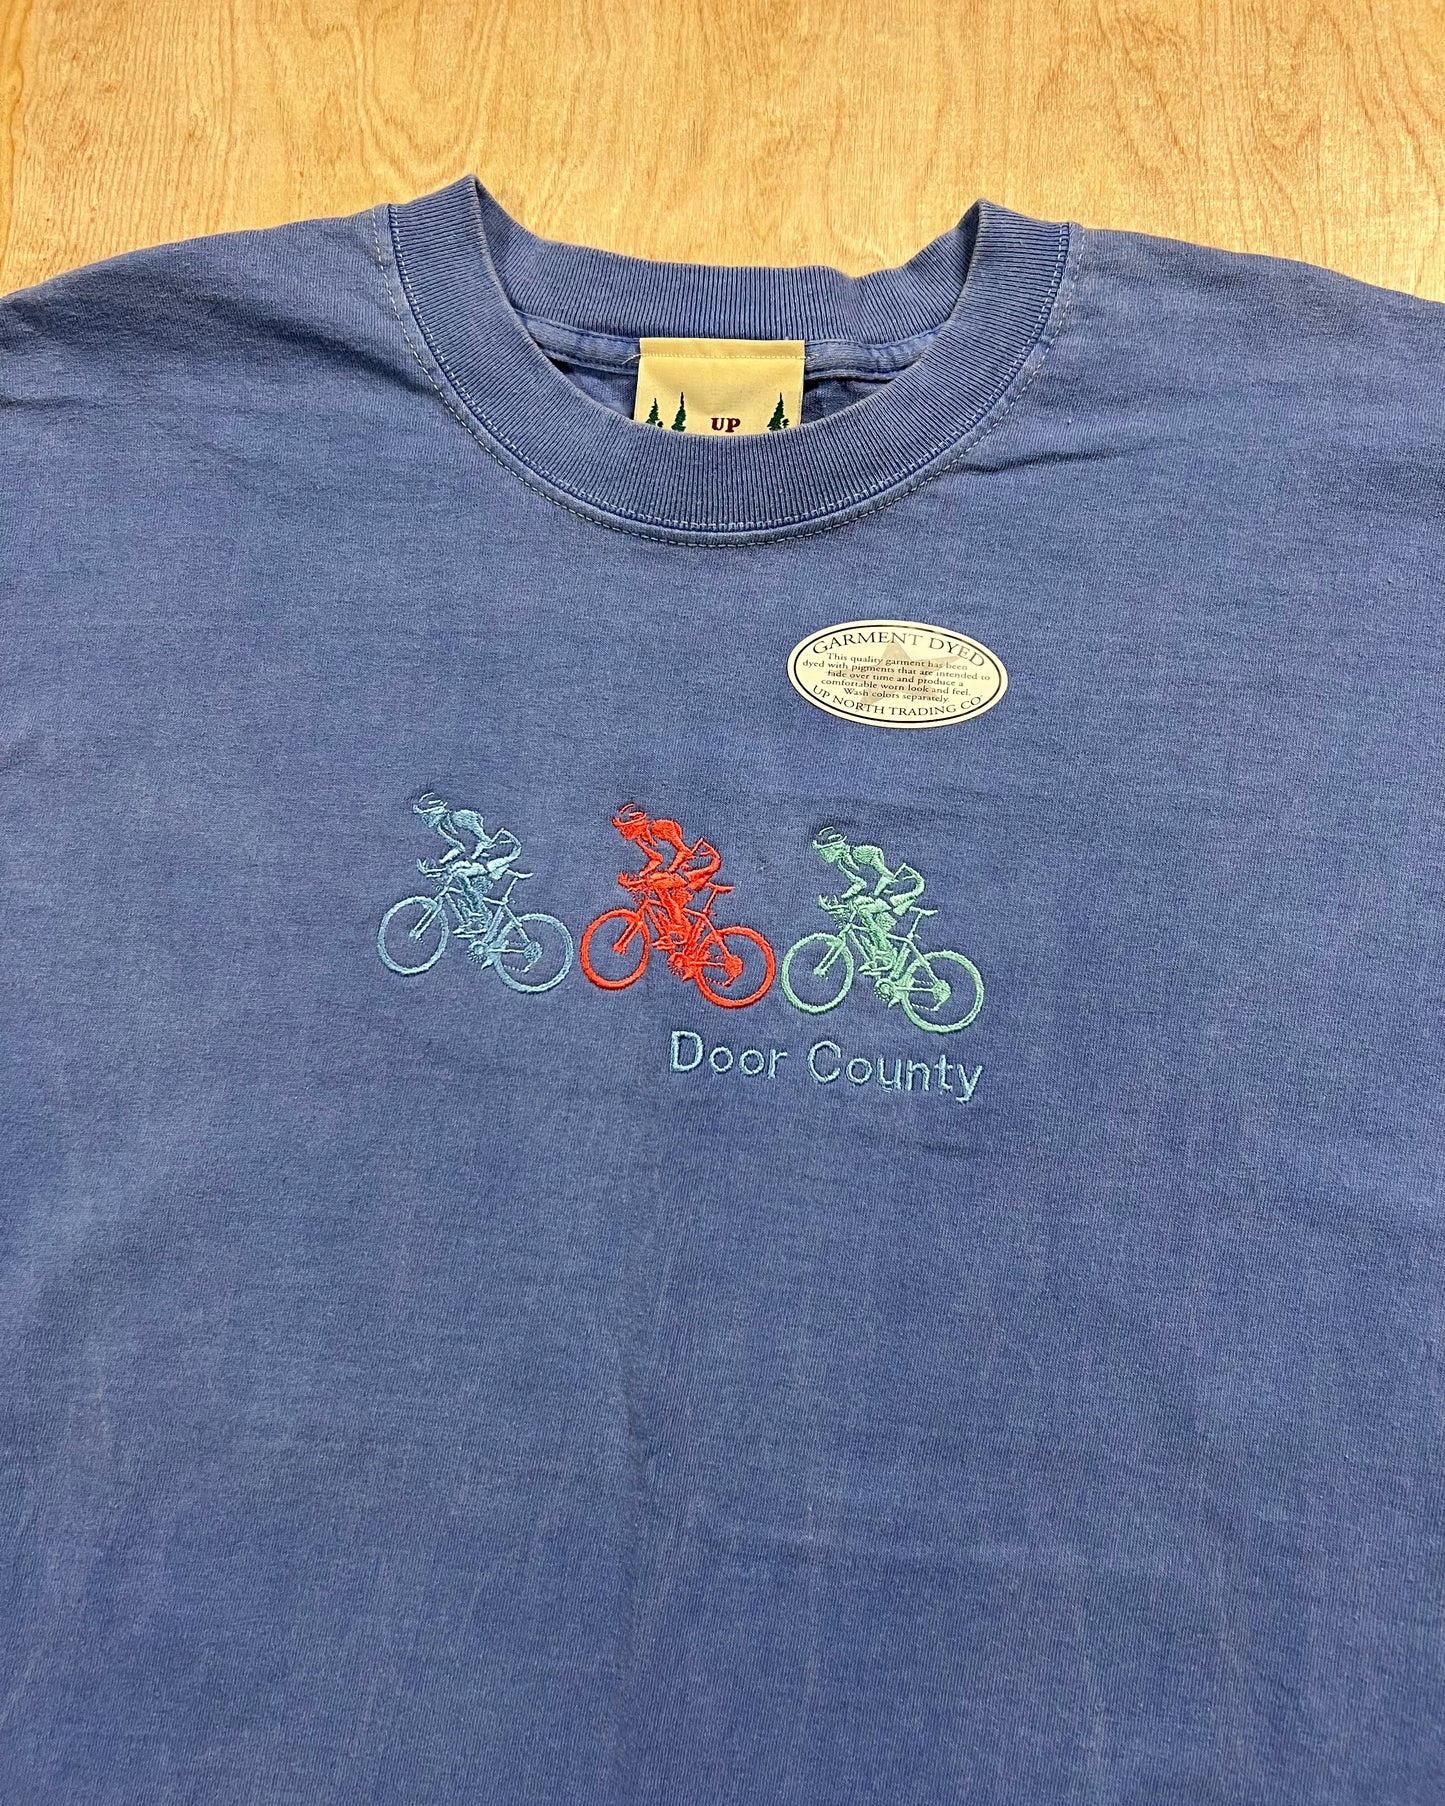 UP
GARMENT DYED
This quality garment has been
dyed with pigments that are intended to
fade over time and produce a
comfortable worn look and feel.
Wash colors separately.
UP NORTH TRADING CO
Door County